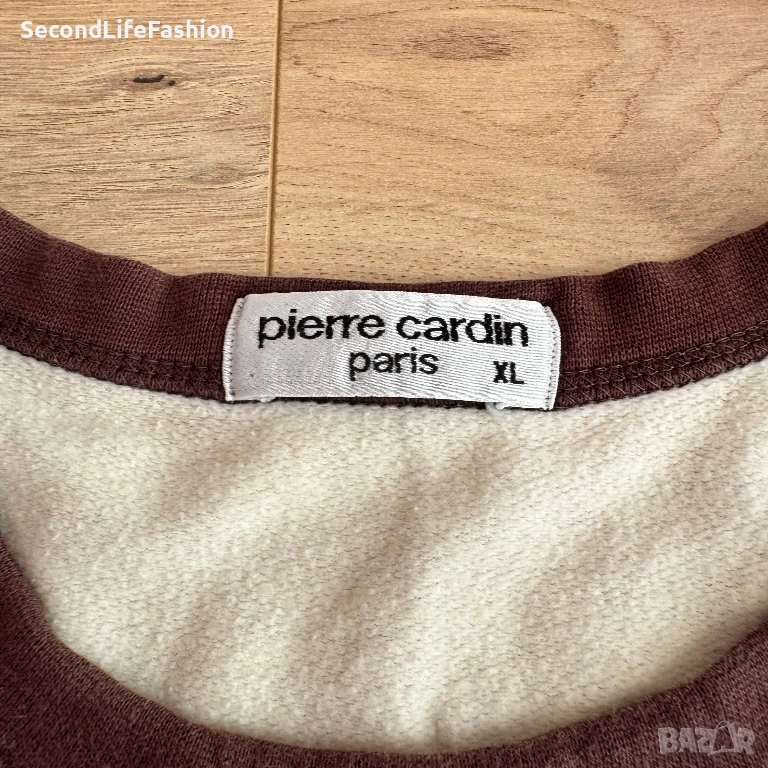 SecondLifeFashion
pierre cardin
paris XL
BAZAR